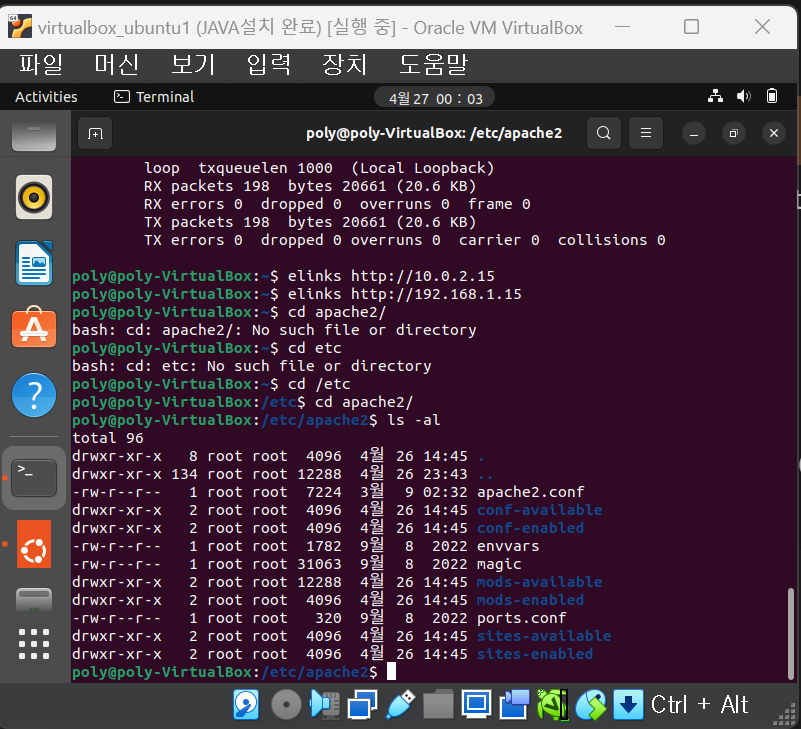 virtualbox_ubuntu1 (JAVA설치 완료) [실행 중] - Oracle VM VirtualBox
파일 머신 보기 입력 장치 도움말
Activities Terminal 4월 27 00 : 03
poly@poly-VirtualBox: /etc/apache2
loop  txqueuelen 1000  (Local Loopback)
RX packets 198  bytes 20661 (20.6 KB)
RX errors 0  dropped 0  overruns 0  frame 0
TX packets 198  bytes 20661 (20.6 KB)
TX errors 0  dropped 0 overruns 0  carrier 0  collisions 0
poly@poly-VirtualBox:~$ elinks http://10.0.2.15
poly@poly-VirtualBox:~$ elinks http://192.168.1.15
poly@poly-VirtualBox:~$ cd apache2/
bash: cd: apache2/: No such file or directory
poly@poly-VirtualBox:~$ cd etc
bash: cd: etc: No such file or directory
poly@poly-VirtualBox:~$ cd /etc
poly@poly-VirtualBox:/etc$ cd apache2/
poly@poly-VirtualBox:/etc/apache2$ ls -al
total 96
drwxr-xr-x   8 root root  4096  4월  26 14:45 .
drwxr-xr-x 134 root root 12288  4월  26 23:43 ..
-rw-r--r--   1 root root  7224  3월   9 02:32 apache2.conf
drwxr-xr-x   2 root root  4096  4월  26 14:45 conf-available
drwxr-xr-x   2 root root  4096  4월  26 14:45 conf-enabled
-rw-r--r--   1 root root  1782  9월   8  2022 envvars
-rw-r--r--   1 root root 31063  9월   8  2022 magic
drwxr-xr-x   2 root root 12288  4월  26 14:45 mods-available
drwxr-xr-x   2 root root  4096  4월  26 14:45 mods-enabled
-rw-r--r--   1 root root   320  9월   8  2022 ports.conf
drwxr-xr-x   2 root root  4096  4월  26 14:45 sites-available
drwxr-xr-x   2 root root  4096  4월  26 14:45 sites-enabled
poly@poly-VirtualBox:/etc/apache2$
Ctrl + Alt